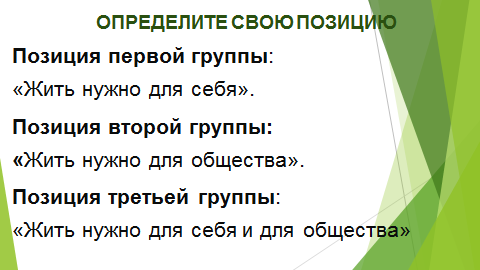 ОПРЕДЕЛИТЕ СВОЮ ПОЗИЦИЮ
Позиция первой группы:
«Жить нужно для себя».
Позиция второй группы:
«Жить нужно для общества».
Позиция третьей группы:
«Жить нужно для себя и для общества»